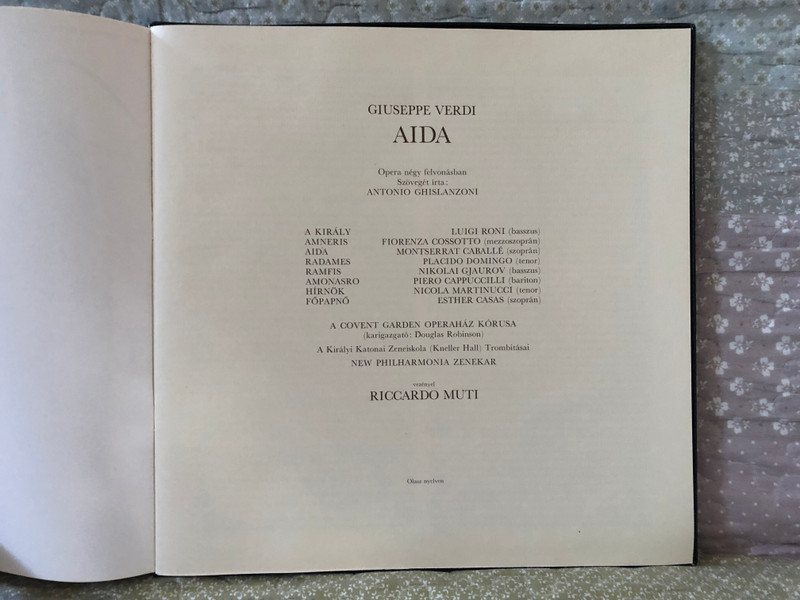 GIUSEPPE VERDI
AIDA
Opera négy felvonásban
Szövegét írta:
ANTONIO GHISLANZONI
A KIRÁLY LUIGI RONI (basszus)
AMNERIS FIORENZA COSSOTTO (mezzoszoprán)
AIDA MONTSERRAT CABALLÉ (szoprán)
RADAMES PLACIDO DOMINGO (tenor)
RAMFIS NIKOLAI GJAUROV (basszus)
AMONASRO PIERO CAPPUCCILLI (bariton)
HÍRNÖK NICOLA MARTINUCCI (tenor)
FŐPAPNŐ ESTHER CASAS (szoprán)
A COVENT GARDEN OPERAHÁZ KÓRUSA
(karigazgató: Douglas Robinson)
A Királyi Katonai Zeneiskola (Kneller Hall) Trombitásai
NEW PHILHARMONIA ZENEKAR
vezényel
RICCARDO MUTI
Olasz nyelven